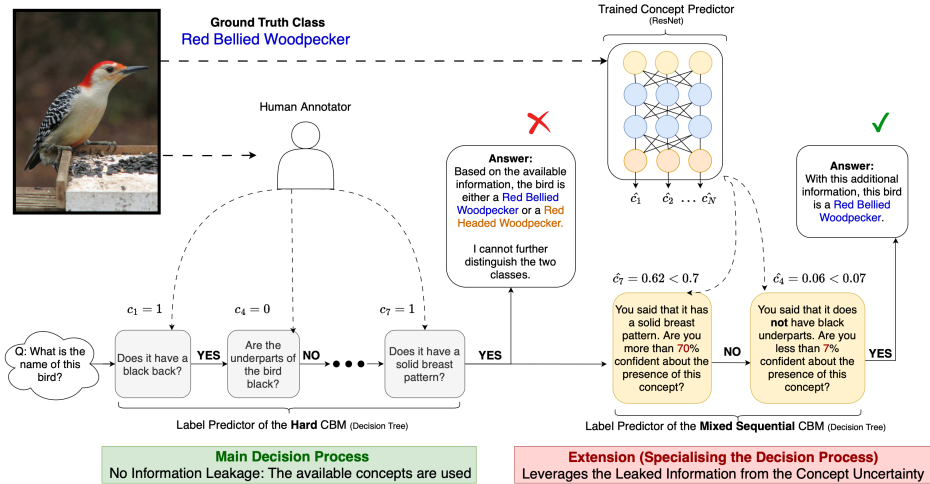 Ground Truth Class
Red Bellied Woodpecker
Trained Concept Predictor
(ResNet)
Human Annotator
ĉ₁ ĉ₂ ... ĉ_N
Answer:
Based on the available
information, the bird is
either a Red Bellied
Woodpecker or a Red
Headed Woodpecker.
I cannot further
distinguish the two
classes.
Answer:
With this additional
information, this bird
is a Red Bellied
Woodpecker.
c₁ = 1
c₄ = 0
c₇ = 1
ĉ₇ = 0.62 < 0.7
ĉ₄ = 0.06 < 0.07
Q: What is the
name of this
bird?
Does it have a
black back?
YES
Are the
underparts of
the bird
black?
NO
Does it have a
solid breast
pattern?
YES
You said that it has
a solid breast
pattern. Are you
more than 70%
confident about the
presence of this
concept?
NO
You said that it does
not have black
underparts. Are you
less than 7%
confident about the
presence of this
concept?
YES
Label Predictor of the Hard CBM (Decision Tree)
Label Predictor of the Mixed Sequential CBM (Decision Tree)
Main Decision Process
No Information Leakage: The available concepts are used
Extension (Specialising the Decision Process)
Leverages the Leaked Information from the Concept Uncertainty